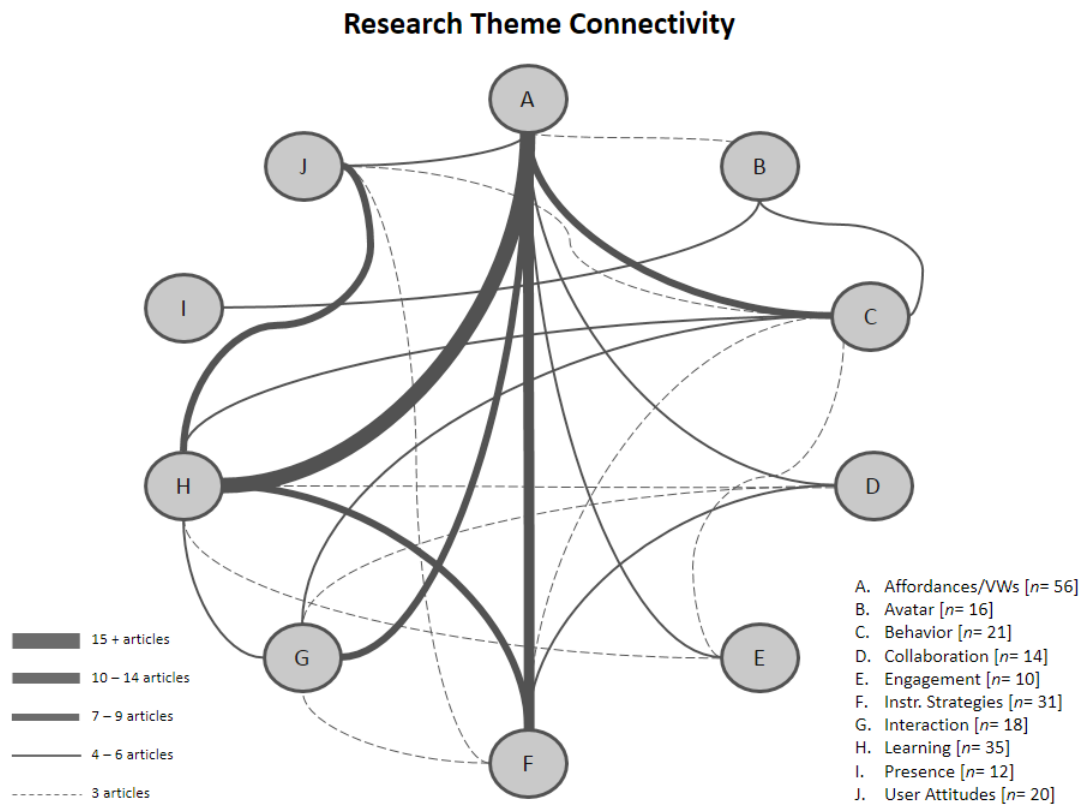 Research Theme Connectivity
A
J
B
I
C
H
D
G
E
F
15 + articles
10 – 14 articles
7 – 9 articles
4 – 6 articles
3 articles
A. Affordances/VWs [n= 56]
B. Avatar [n= 16]
C. Behavior [n= 21]
D. Collaboration [n= 14]
E. Engagement [n= 10]
F. Instr. Strategies [n= 31]
G. Interaction [n= 18]
H. Learning [n= 35]
I. Presence [n= 12]
J. User Attitudes [n= 20]